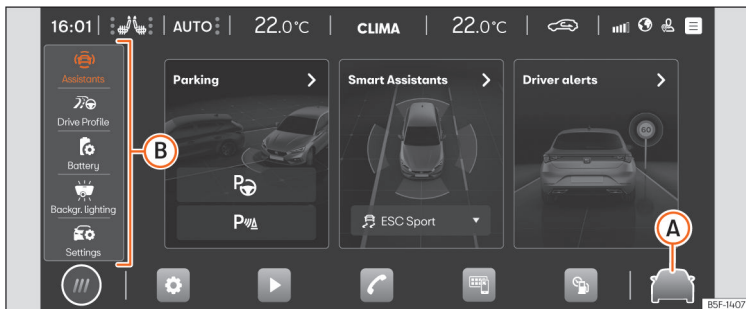 16:01 AUTO 22.0°C CLIMA 22.0°C
Assistants
Drive Profile
Battery
Backgr. lighting
Settings
B
Parking
P
P
Smart Assistants
ESC Sport
Driver alerts
60
A
B5F-1407